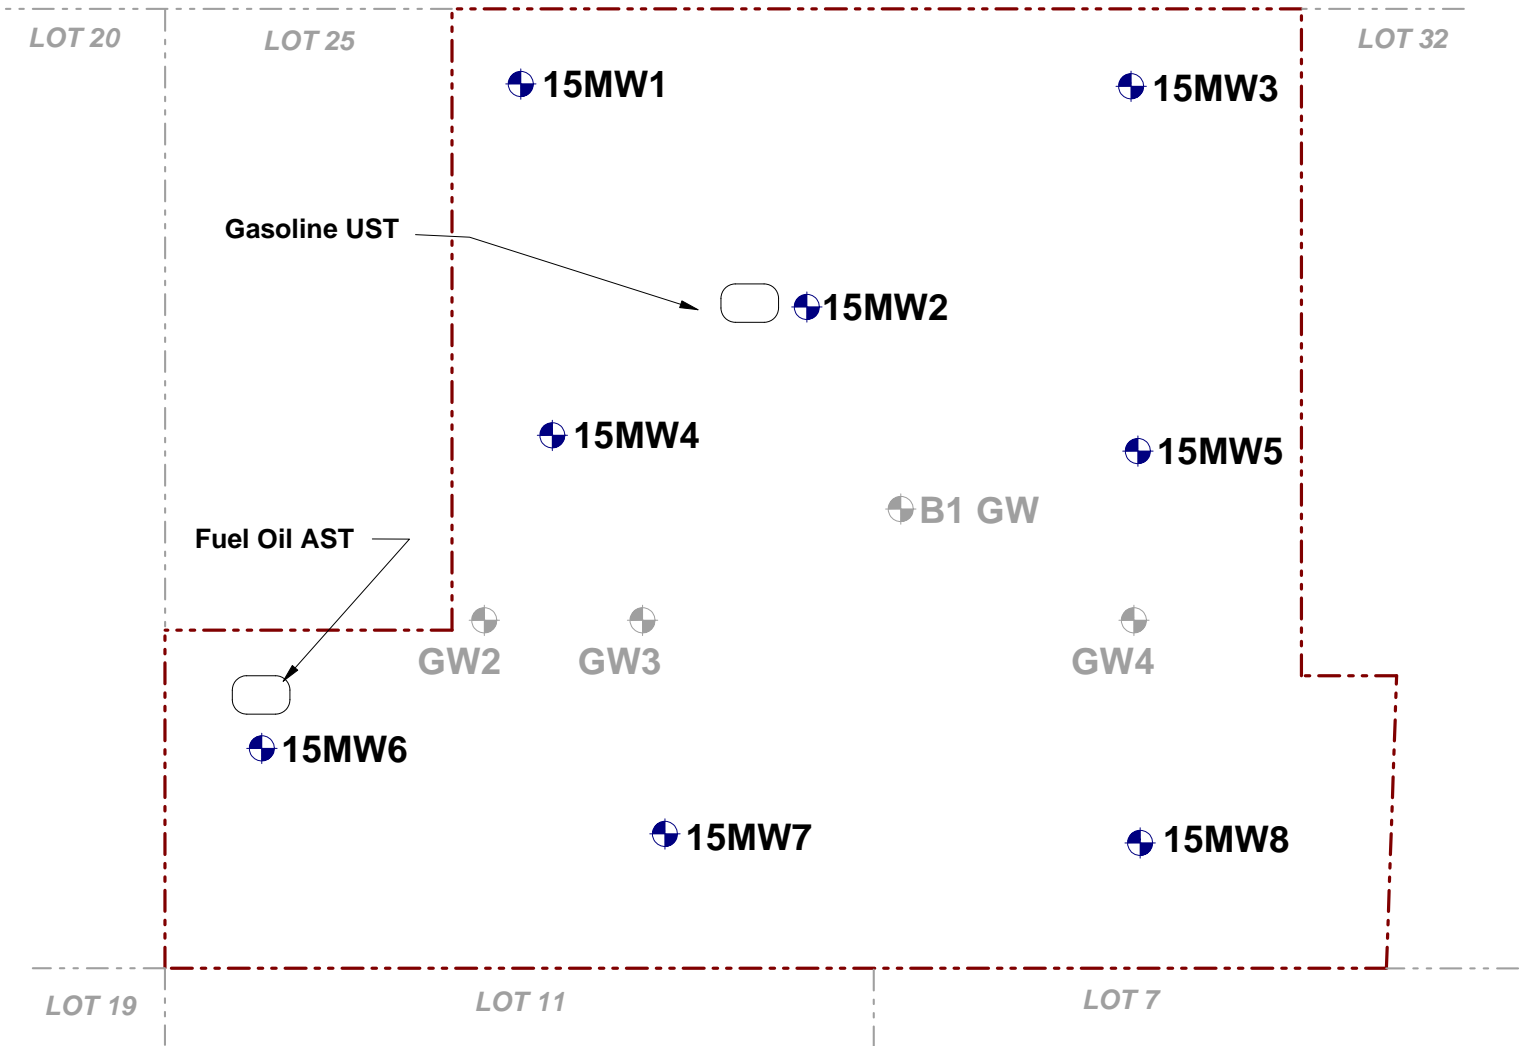 LOT 20
LOT 25
LOT 32
15MW1
15MW3
Gasoline UST
15MW2
15MW4
15MW5
B1 GW
Fuel Oil AST
GW2
GW3
GW4
15MW6
15MW7
15MW8
LOT 19
LOT 11
LOT 7